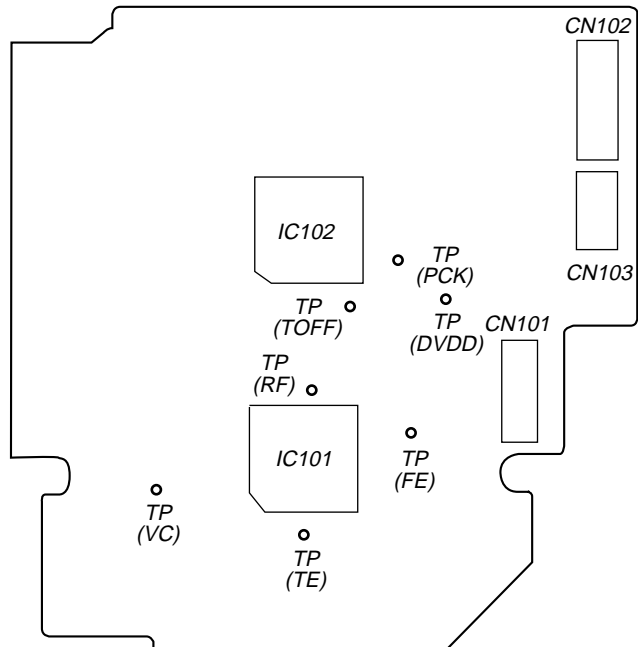 CN102
IC102
TP
(PCK)
CN103
TP
(TOFF)
TP
(DVDD)
CN101
TP
(RF)
IC101
TP
(FE)
TP
(VC)
TP
(TE)